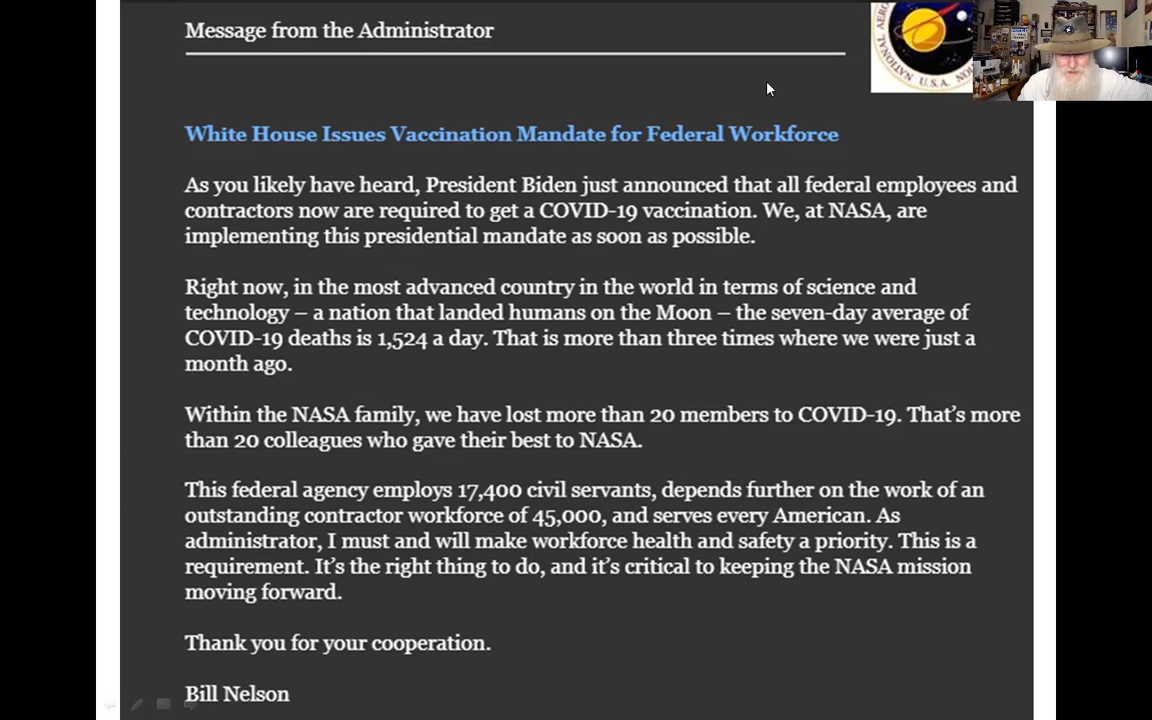 Message from the Administrator
NATIONAL AERO
ION U.S.A.
White House Issues Vaccination Mandate for Federal Workforce
As you likely have heard, President Biden just announced that all federal employees and
contractors now are required to get a COVID-19 vaccination. We, at NASA, are
implementing this presidential mandate as soon as possible.
Right now, in the most advanced country in the world in terms of science and
technology – a nation that landed humans on the Moon – the seven-day average of
COVID-19 deaths is 1,524 a day. That is more than three times where we were just a
month ago.
Within the NASA family, we have lost more than 20 members to COVID-19. That’s more
than 20 colleagues who gave their best to NASA.
This federal agency employs 17,400 civil servants, depends further on the work of an
outstanding contractor workforce of 45,000, and serves every American. As
administrator, I must and will make workforce health and safety a priority. This is a
requirement. It’s the right thing to do, and it’s critical to keeping the NASA mission
moving forward.
Thank you for your cooperation.
Bill Nelson